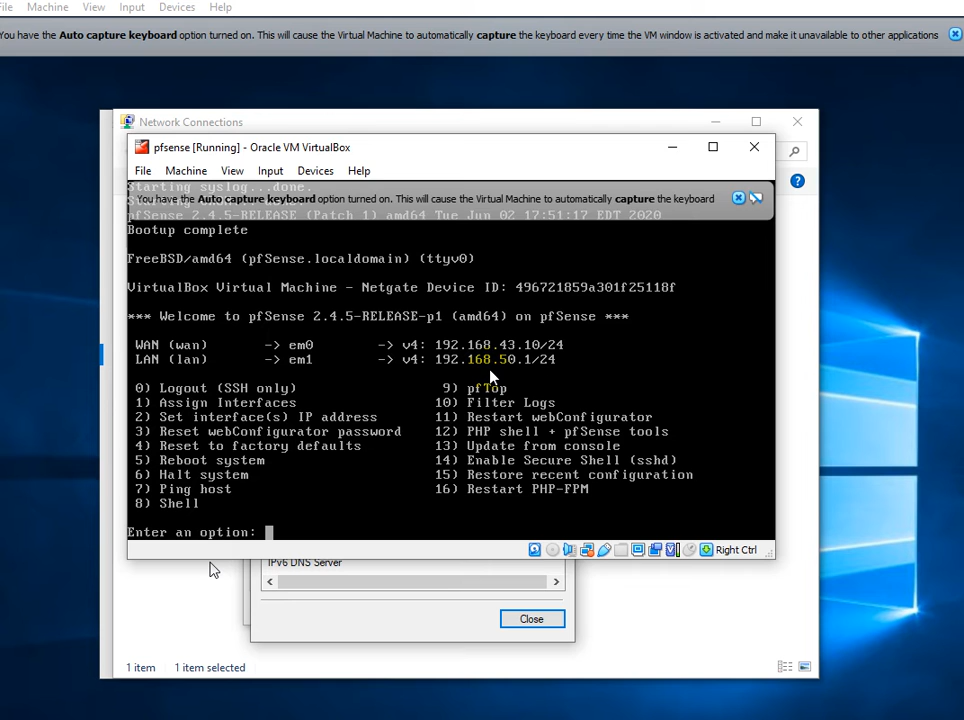 File Machine View Input Devices Help
You have the Auto capture keyboard option turned on. This will cause the Virtual Machine to automatically capture the keyboard every time the VM window is activated and make it unavailable to other applications
Network Connections
pfsense [Running] - Oracle VM VirtualBox
File Machine View Input Devices Help
Starting syslog...done.
You have the Auto capture keyboard option turned on. This will cause the Virtual Machine to automatically capture the keyboard
pfSense 2.4.5-RELEASE (Patch 1) amd64 Tue Jun 02 17:51:17 EDT 2020
Bootup complete
FreeBSD/amd64 (pfSense.localdomain) (ttyv0)
VirtualBox Virtual Machine - Netgate Device ID: 496721859a301f25118f
*** Welcome to pfSense 2.4.5-RELEASE-p1 (amd64) on pfSense ***
WAN (wan) -> em0 -> v4: 192.168.43.10/24
LAN (lan) -> em1 -> v4: 192.168.50.1/24
0) Logout (SSH only) 9) pfTop
1) Assign Interfaces 10) Filter Logs
2) Set interface(s) IP address 11) Restart webConfigurator
3) Reset webConfigurator password 12) PHP shell + pfSense tools
4) Reset to factory defaults 13) Update from console
5) Reboot system 14) Enable Secure Shell (sshd)
6) Halt system 15) Restore recent configuration
7) Ping host 16) Restart PHP-FPM
8) Shell
Enter an option:
Right Ctrl
IPv6 DNS Server
Close
1 item 1 item selected